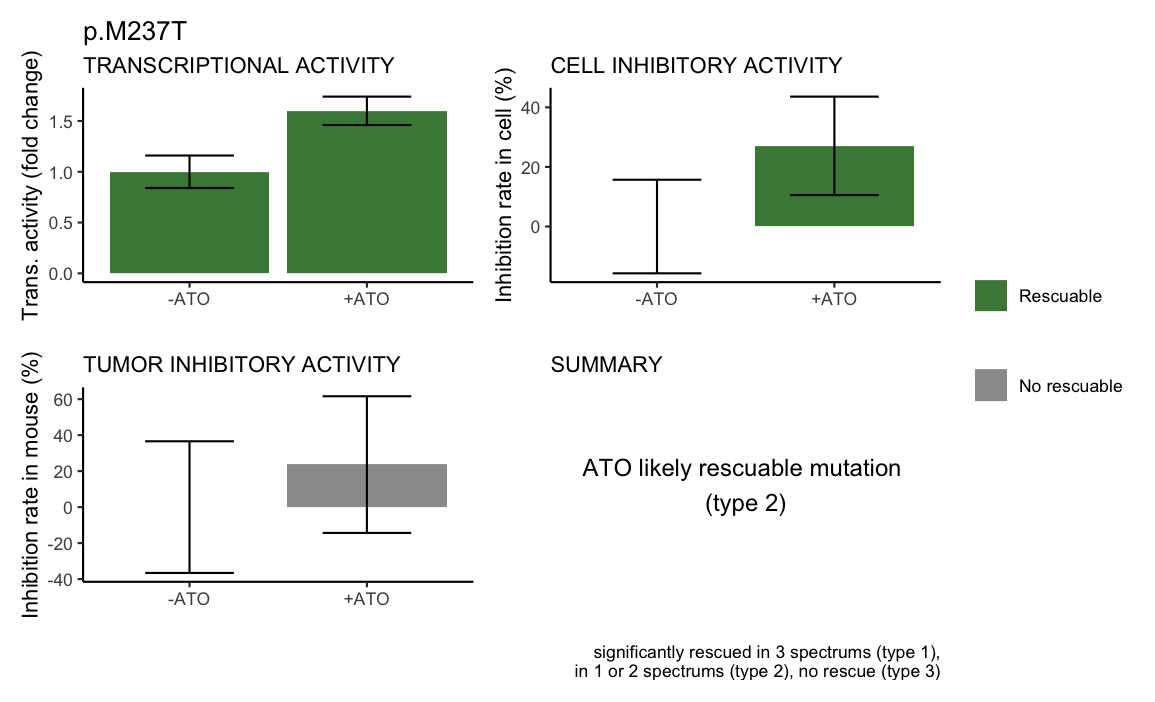 p.M237T
TRANSCRIPTIONAL ACTIVITY
Trans. activity (fold change)
1.5
1.0
0.5
0.0
-ATO
+ATO
CELL INHIBITORY ACTIVITY
Inhibition rate in cell (%)
40
20
0
-ATO
+ATO
Rescuable
No rescuable
TUMOR INHIBITORY ACTIVITY
Inhibition rate in mouse (%)
60
40
20
0
-20
-40
-ATO
+ATO
SUMMARY
ATO likely rescuable mutation
(type 2)
significantly rescued in 3 spectrums (type 1),
in 1 or 2 spectrums (type 2), no rescue (type 3)